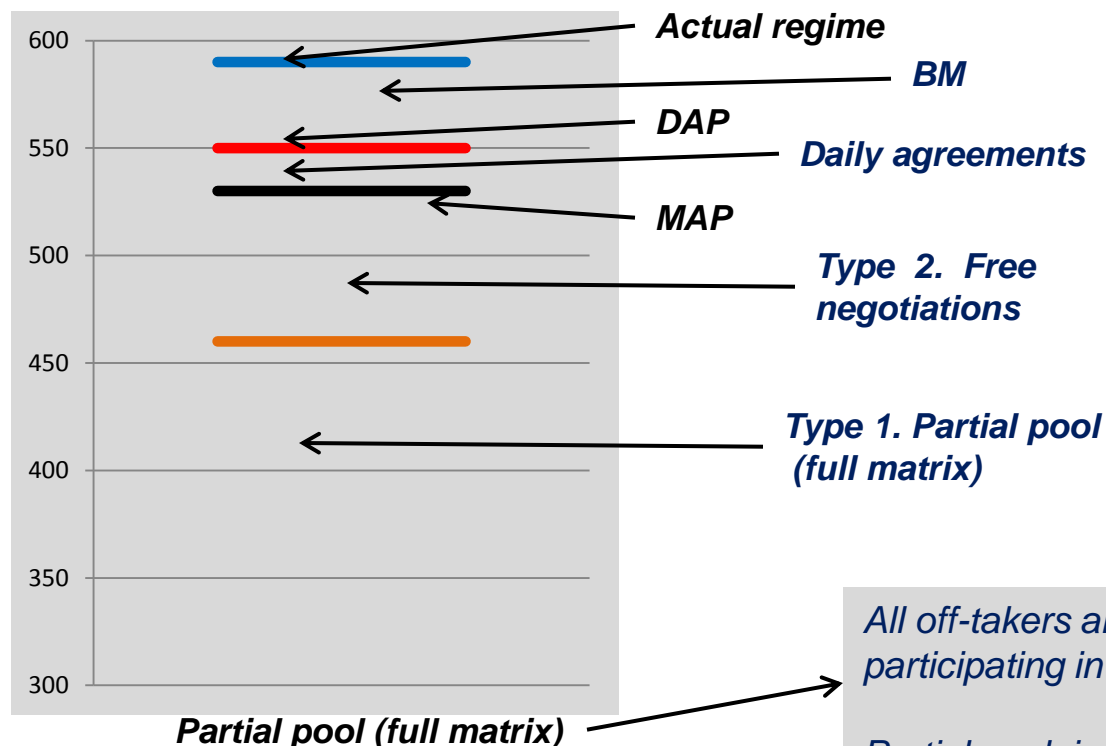 600
Actual regime
BM
DAP
550
Daily agreements
MAP
500
Type 2. Free
negotiations
450
Type 1. Partial pool
(full matrix)
400
350
All off-takers
participating in
300
Partial pool (full matrix)